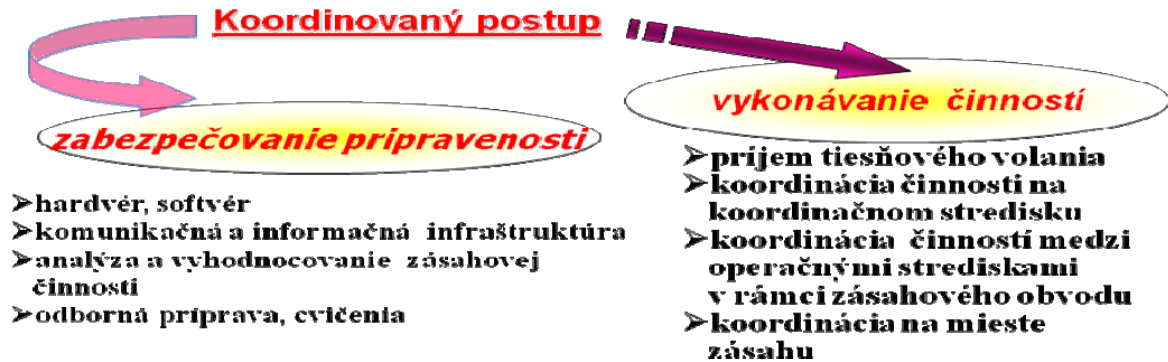 Koordinovaný postup
zabezpečovanie pripravenosti
➢hardvér, softvér
➢komunikačná a informačná infraštruktúra
➢analýza a vyhodnocovanie zásahovej
činnosti
➢odborná príprava, cvičenia
vykonávanie činností
➢príjem tiesňového volania
➢koordinácia činností na
koordinačnom stredisku
➢koordinácia činností medzi
operačnými strediskami
v rámci zásahového obvodu
➢koordinácia na mieste
zásahu